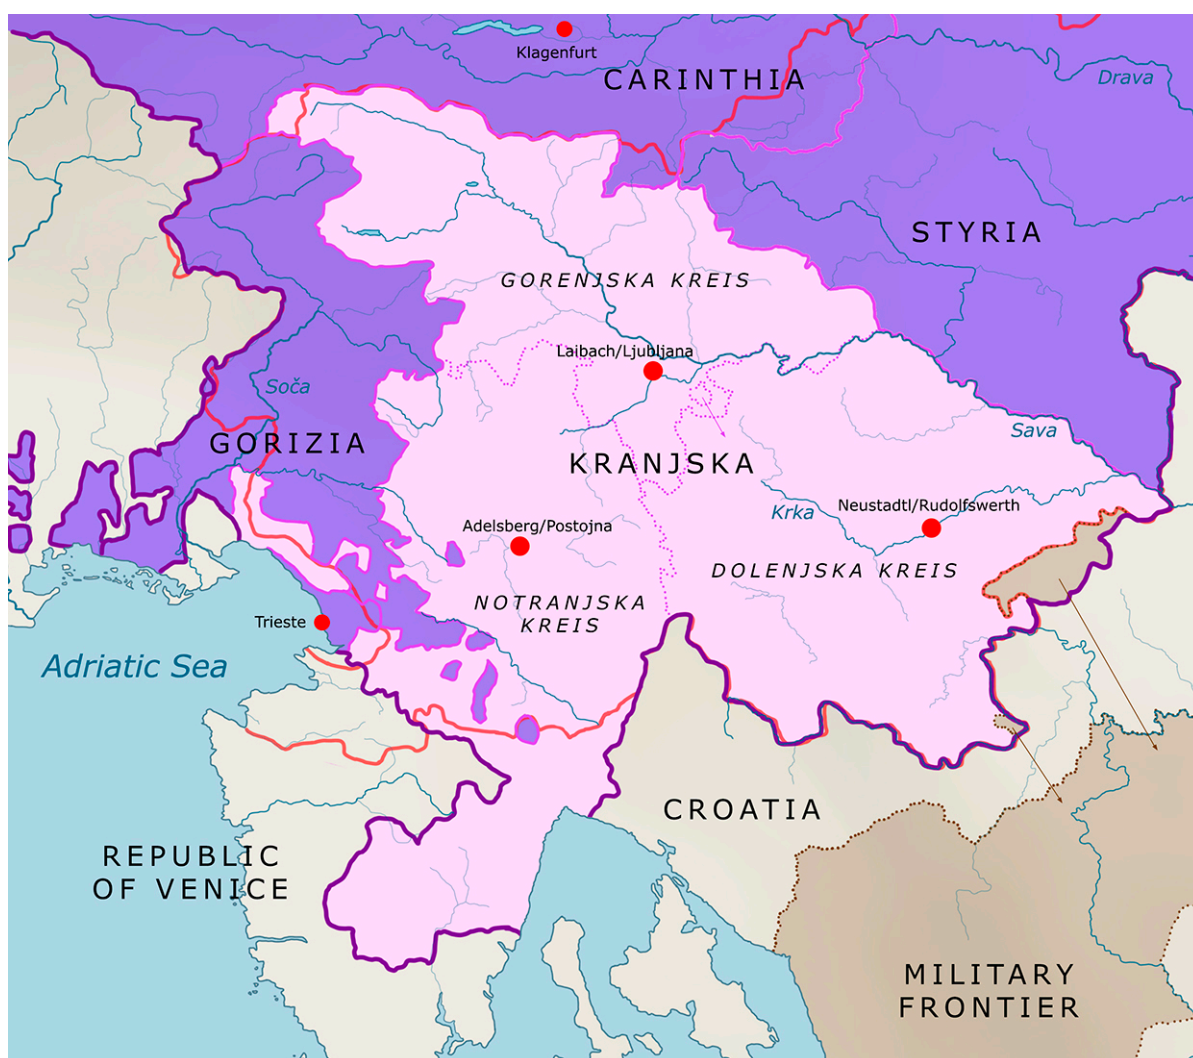 Klagenfurt
CARINTHIA
Drava
STYRIA
GORENJSKA KREIS
Laibach/Ljubljana
Soča
GORIZIA
Sava
KRANJSKA
Neustadtl/Rudolfswerth
Krka
Adelsberg/Postojna
DOLENJSKA KREIS
NOTRANJSKA
KREIS
Trieste
Adriatic Sea
CROATIA
REPUBLIC
OF VENICE
MILITARY
FRONTIER